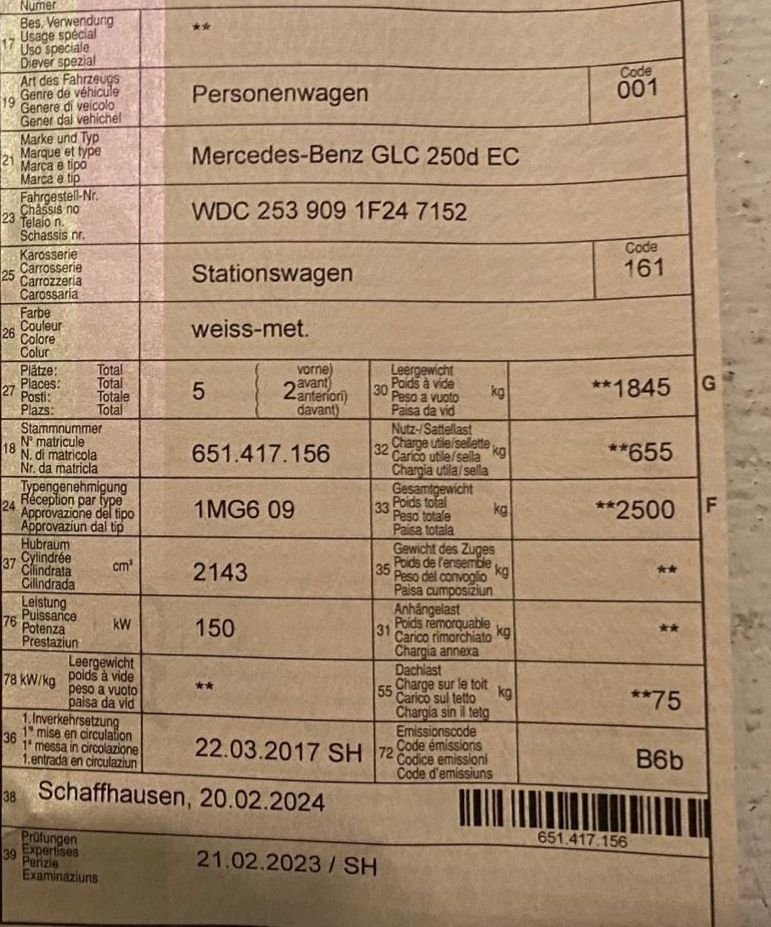 Numer
17 Bes. Verwendung
Usage spécial
Uso speciale
Diever spezial
**
19 Art des Fahrzeugs
Genre de véhicule
Genere di veicolo
Gener dal vehichel
Personenwagen
Code
001
21 Marke und Typ
Marque et type
Marca e tipo
Marca e tip
Mercedes-Benz GLC 250d EC
23 Fahrgestell-Nr.
Châssis no
Telaio n.
Schassis nr.
WDC 253 909 1F24 7152
25 Karosserie
Carrosserie
Carrozzeria
Carossaria
Stationswagen
Code
161
26 Farbe
Couleur
Colore
Colur
weiss-met.
27 Plätze: Total
Places: Total
Posti: Totale
Plazs: Total
5
2
( vorne)
( avant)
( anteriori)
( davant)
30 Leergewicht
Poids à vide
Peso a vuoto
Paisa da vid
kg
**1845 G
18 Stammnummer
N° matricule
N. di matricola
Nr. da matricla
651.417.156
32 Nutz-/Sattellast
Charge utile/sellette
Carico utile/sella
Chargia utila/sella
kg
**655
24 Typengenehmigung
Réception par type
Approvazione del tipo
Approvaziun dal tip
1MG6 09
33 Gesamtgewicht
Poids total
Peso totale
Paisa totala
kg
**2500 F
37 Hubraum
Cylindrée
Cilindrata
Cilindrada
cm³
2143
35 Gewicht des Zuges
Poids de l'ensemble
Peso del convoglio
Paisa cumposiziun
kg
**
76 Leistung
Puissance
Potenza
Prestaziun
kW
150
31 Anhängelast
Poids remorquable
Carico rimorchiato
Chargia annexa
kg
**
78 kW/kg Leergewicht
poids à vide
peso a vuoto
paisa da vid
**
55 Dachlast
Charge sur le toit
Carico sul tetto
Chargia sin il tetg
kg
**75
36 1. Inverkehrsetzung
1re mise en circulation
1a messa in circolazione
1. entrada en circulaziun
22.03.2017 SH
72 Emissionscode
Code émissions
Codice emissioni
Code d'emissiuns
B6b
38 Schaffhausen, 20.02.2024
651.417.156
39 Prüfungen
Expertises
Perizie
Examinaziuns
21.02.2023 / SH